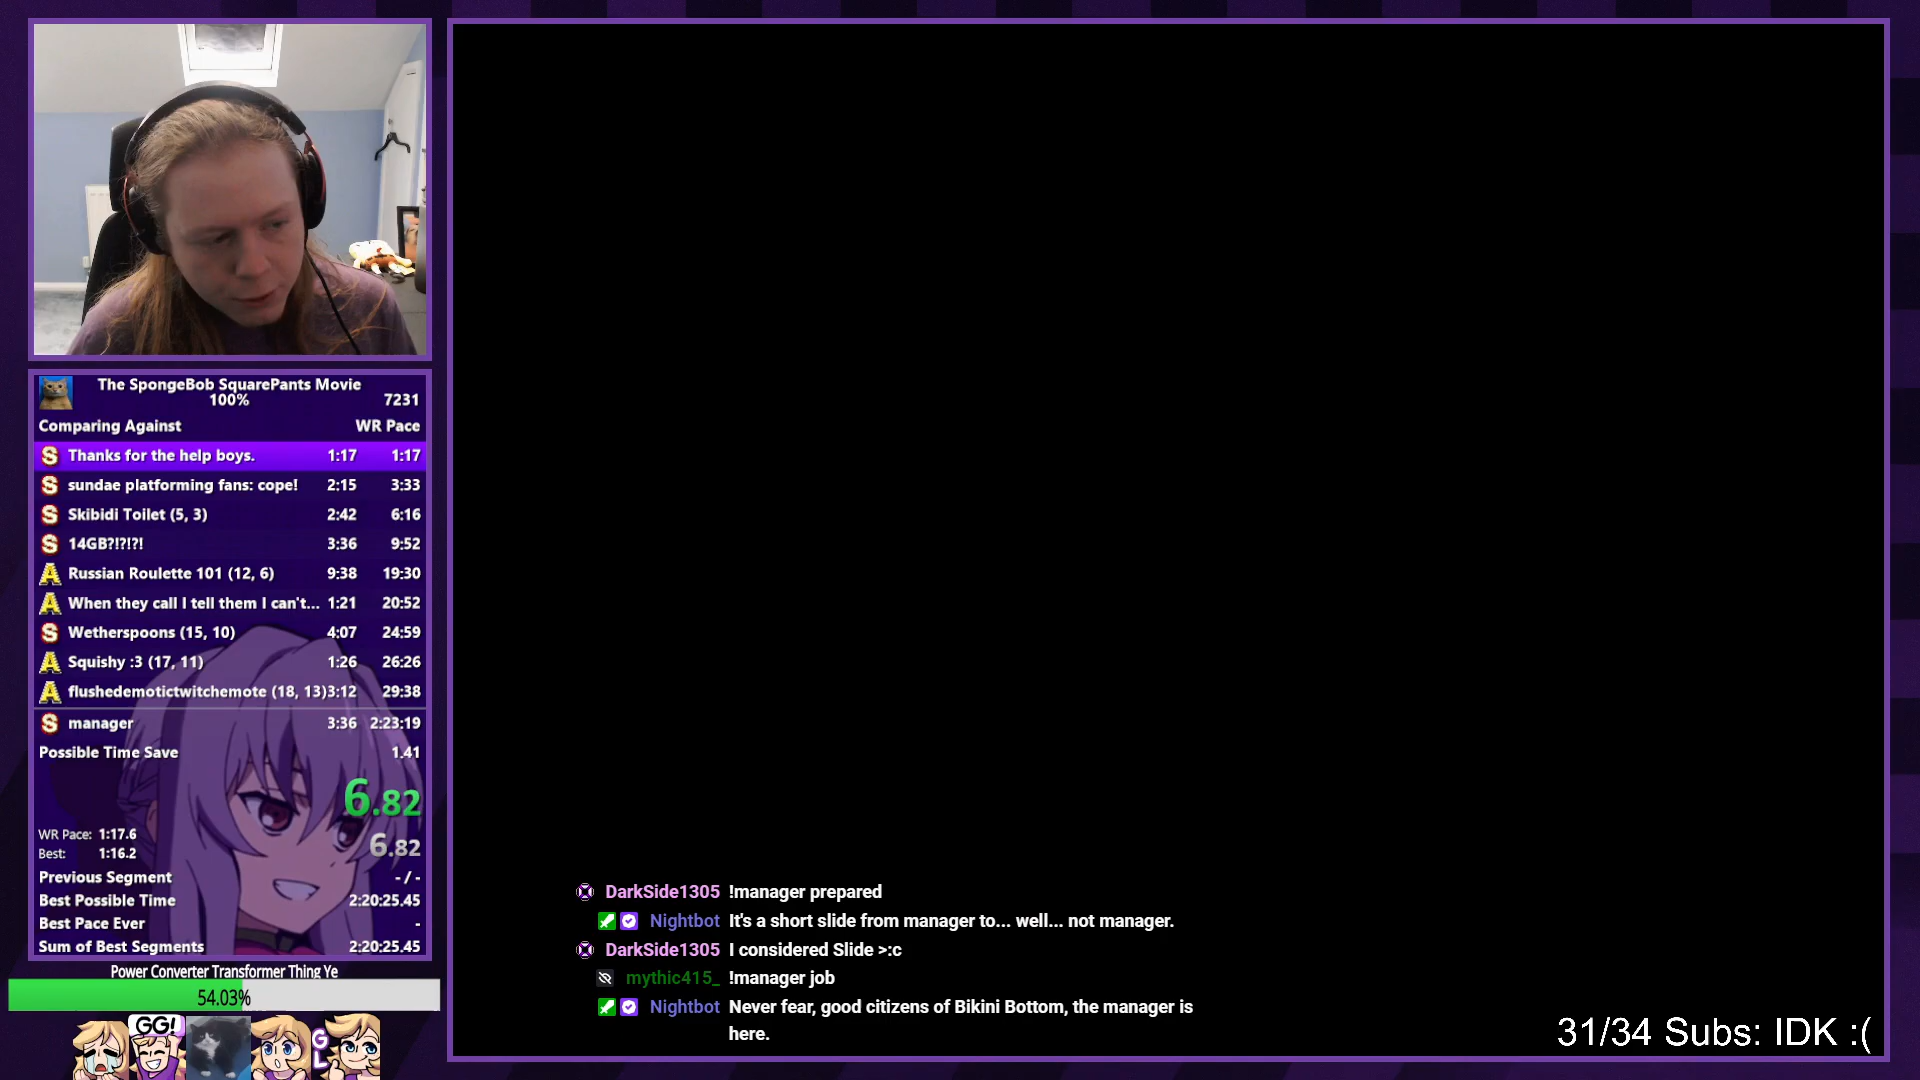 The SpongeBob SquarePants Movie
100% 7231
Comparing Against WR Pace
S Thanks for the help boys. 1:17 1:17
S sundae platforming fans: cope! 2:15 3:33
S Skibidi Toilet (5, 3) 2:42 6:16
S 14GB?!?!?! 3:36 9:52
A Russian Roulette 101 (12, 6) 9:38 19:30
A When they call I tell them I can't... 1:21 20:52
S Wetherspoons (15, 10) 4:07 24:59
A Squishy :3 (17, 11) 1:26 26:26
A flushedemotictwitchemote (18, 13) 3:12 29:38
S manager 3:36 2:23:19
Possible Time Save 1.41
6.82
WR Pace: 1:17.6
6.82
Best: 1:16.2
Previous Segment - / -
Best Possible Time 2:20:25.45
Best Pace Ever -
Sum of Best Segments 2:20:25.45
Power Converter Transformer Thing Ye
54.03%
GG!
GL
DarkSide1305 !manager prepared
Nightbot It's a short slide from manager to... well... not manager.
DarkSide1305 I considered Slide >:c
mythic415_ !manager job
Nightbot Never fear, good citizens of Bikini Bottom, the manager is
here.
31/34 Subs: IDK :(